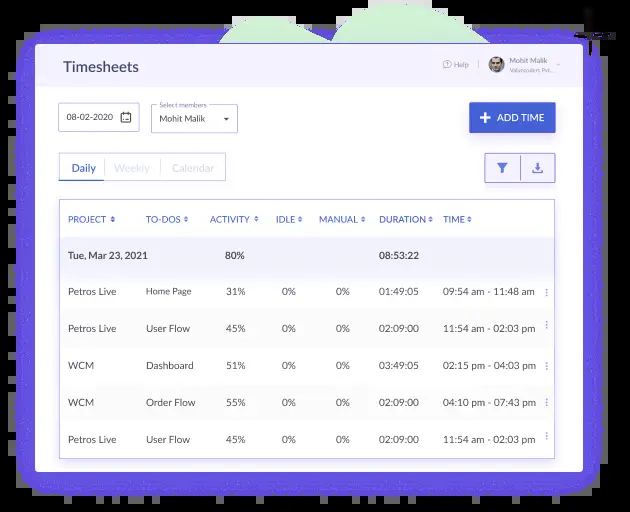 Timesheets
Help
Mohit Malik
Valuecoders Pvt...
08-02-2020
Select members
Mohit Malik
ADD TIME
Daily Weekly Calendar
PROJECT TO-DOS ACTIVITY IDLE MANUAL DURATION TIME
Tue, Mar 23, 2021 80% 08:53:22
Petros Live Home Page 31% 0% 0% 01:49:05 09:54 am - 11:48 am
Petros Live User Flow 45% 0% 0% 02:09:00 11:54 am - 02:03 pm
WCM Dashboard 51% 0% 0% 03:49:05 02:15 pm - 04:03 pm
WCM Order Flow 55% 0% 0% 02:09:00 04:10 pm - 07:43 pm
Petros Live User Flow 45% 0% 0% 02:09:00 11:54 am - 02:03 pm